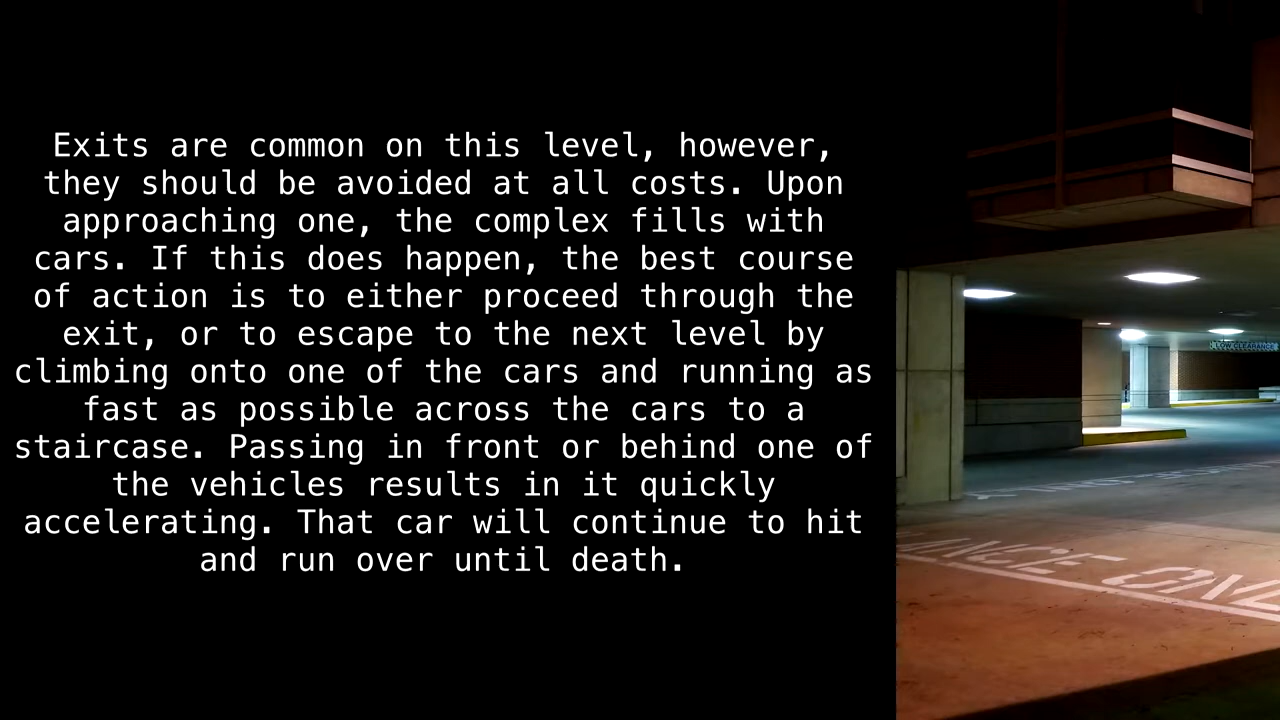 Exits are common on this level, however,
they should be avoided at all costs. Upon
approaching one, the complex fills with
cars. If this does happen, the best course
of action is to either proceed through the
exit, or to escape to the next level by
climbing onto one of the cars and running as
fast as possible across the cars to a
staircase. Passing in front or behind one of
the vehicles results in it quickly
accelerating. That car will continue to hit
and run over until death.
LOW CLEARANCE
ONL